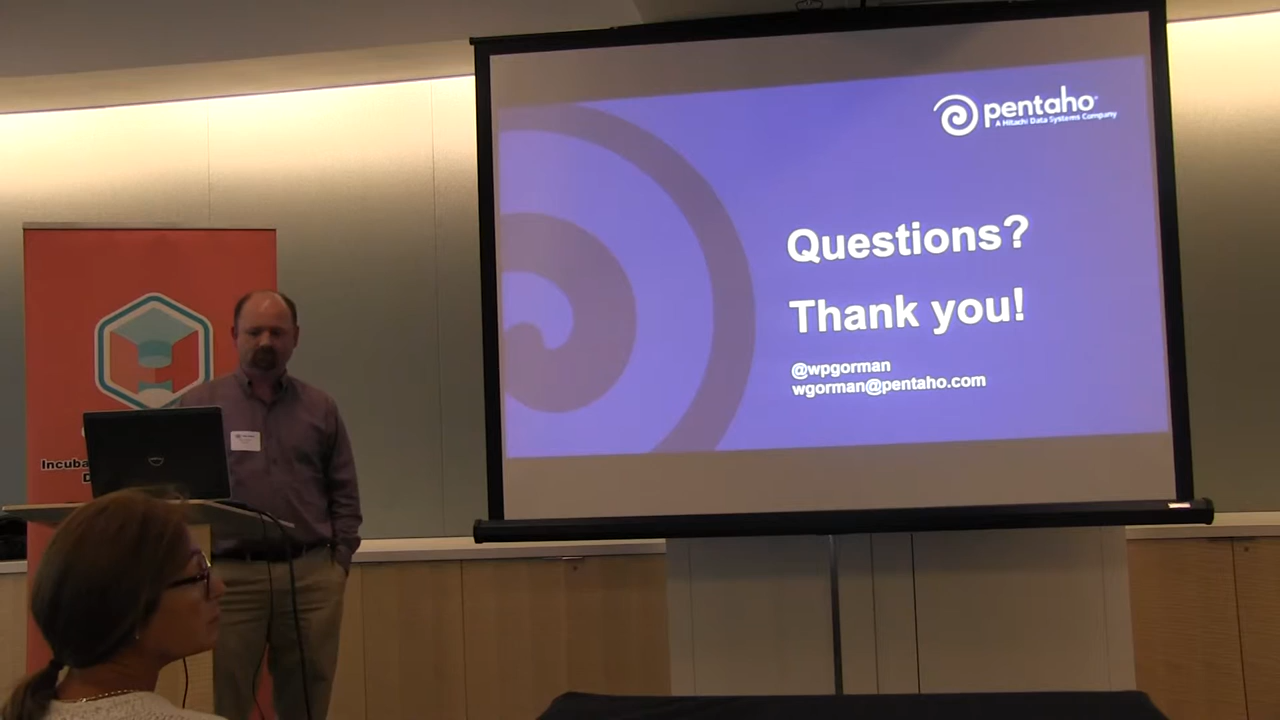 pentaho
A Hitachi Data Systems Company
Questions?
Thank you!
@wpgorman
wgorman@pentaho.com